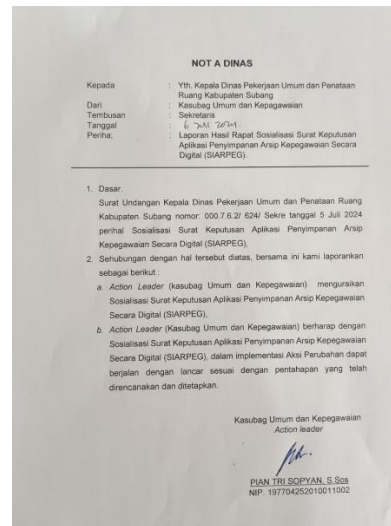 NOT A DINAS
Kepada : Yth. Kepala Dinas Pekerjaan Umum dan Penataan
Ruang Kabupaten Subang
Dari : Kasubag Umum dan Kepegawaian
Tembusan : Sekretaris
Tanggal : 6
Periha; : Laporan Hasil Rapat Sosialisasi Surat Keputusan
Aplikasi Penyimpanan Arsip Kepegawaian Secara
Digital (SIARPEG).
1. Dasar.
Surat Undangan Kepala Dinas Pekerjaan Umum dan Penataan Ruang
Kabupaten Subang nomor: 000.7.6.2/ 624/ Sekre tanggal 5 Juli 2024
perihal Sosialisasi Surat Keputusan Aplikasi Penyimpanan Arsip
Kepegawaian Secara Digital (SIARPEG),
2. Sehubungan dengan hal tersebut diatas, bersama ini kami laporankan
sebagai berikut :
a. Action Leader (kasubag Umum dan Kepegawaian) menguraikan
Sosialisasi Surat Keputusan Aplikasi Penyimpanan Arsip Kepegawaian
Secara Digital (SIARPEG).
b. Action Leader (Kasubag Umum dan Kepegawaian) berharap dengan
Sosialisasi Surat Keputusan Aplikasi Penyimpanan Arsip Kepegawaian
Secara Digital (SIARPEG), dalam implementasi Aksi Perubahan dapat
berjalan dengan lancar sesuai dengan pentahapan yang telah
direncanakan dan ditetapkan.
Kasubag Umum dan Kepegawaian
Action leader
PIAN TRI SOPYAN, S.Sos
NIP. 197704252010011002